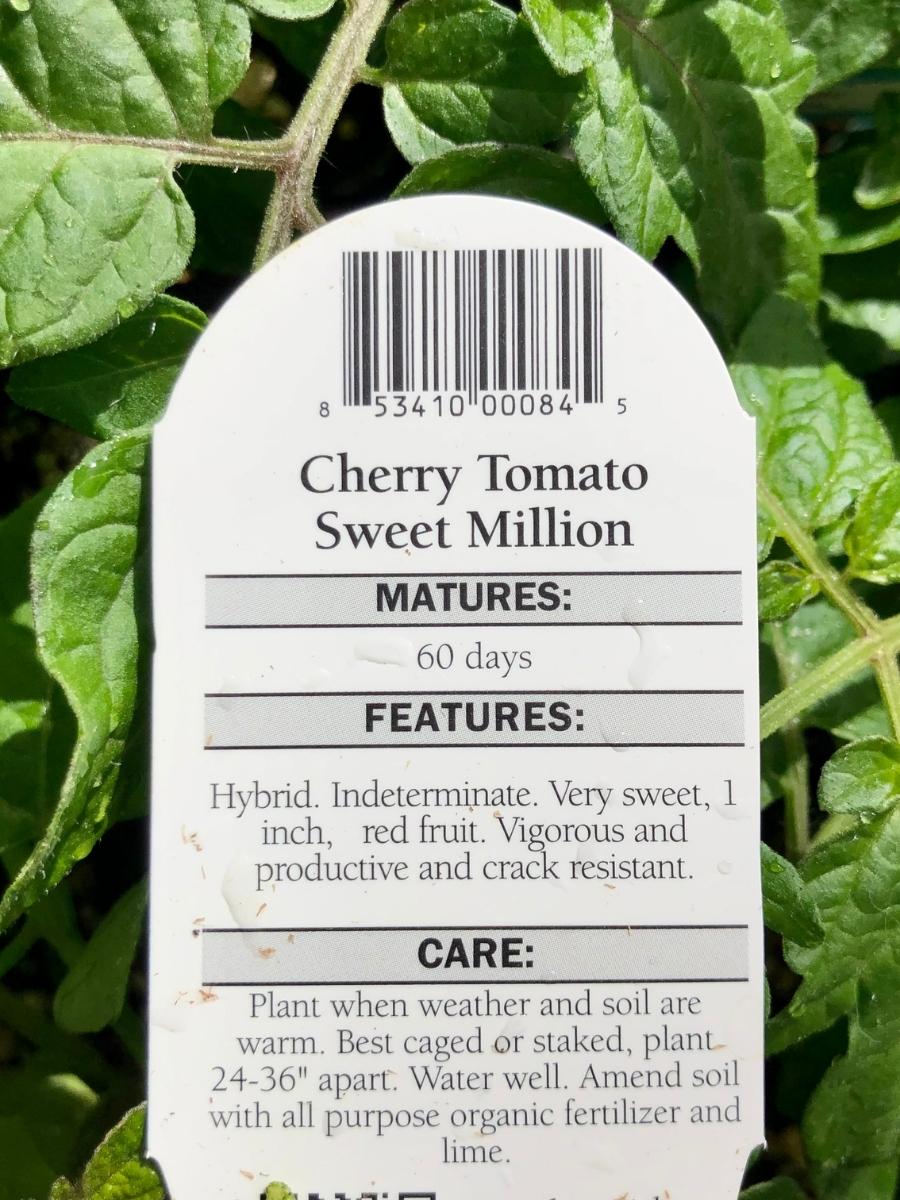 8 53410 00084 5
Cherry Tomato
Sweet Million
MATURES:
60 days
FEATURES:
Hybrid. Indeterminate. Very sweet, 1
inch, red fruit. Vigorous and
productive and crack resistant.
CARE:
Plant when weather and soil are
warm. Best caged or staked, plant
24-36" apart. Water well. Amend soil
with all purpose organic fertilizer and
lime.